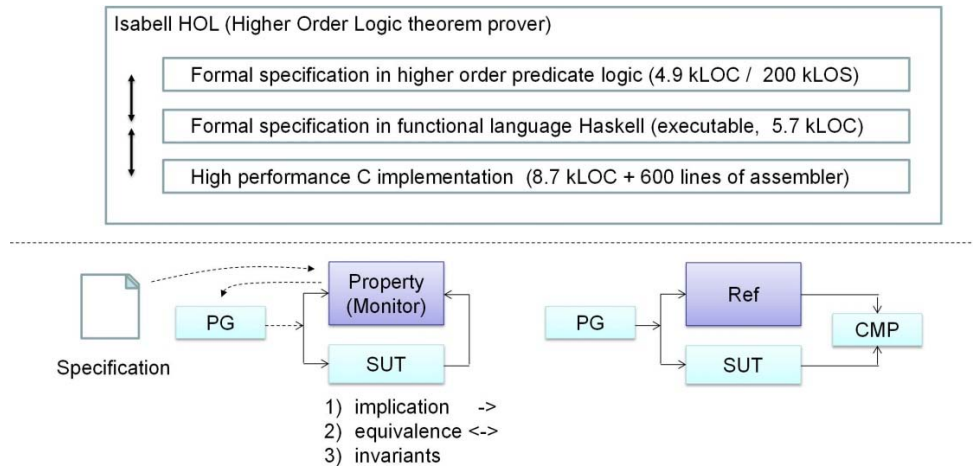 Isabell HOL (Higher Order Logic theorem prover)
Formal specification in higher order predicate logic (4.9 kLOC / 200 kLOS)
Formal specification in functional language Haskell (executable, 5.7 kLOC)
High performance C implementation (8.7 kLOC + 600 lines of assembler)
Specification
PG
Property
(Monitor)
SUT
1) implication ->
2) equivalence <->
3) invariants
PG
Ref
SUT
CMP